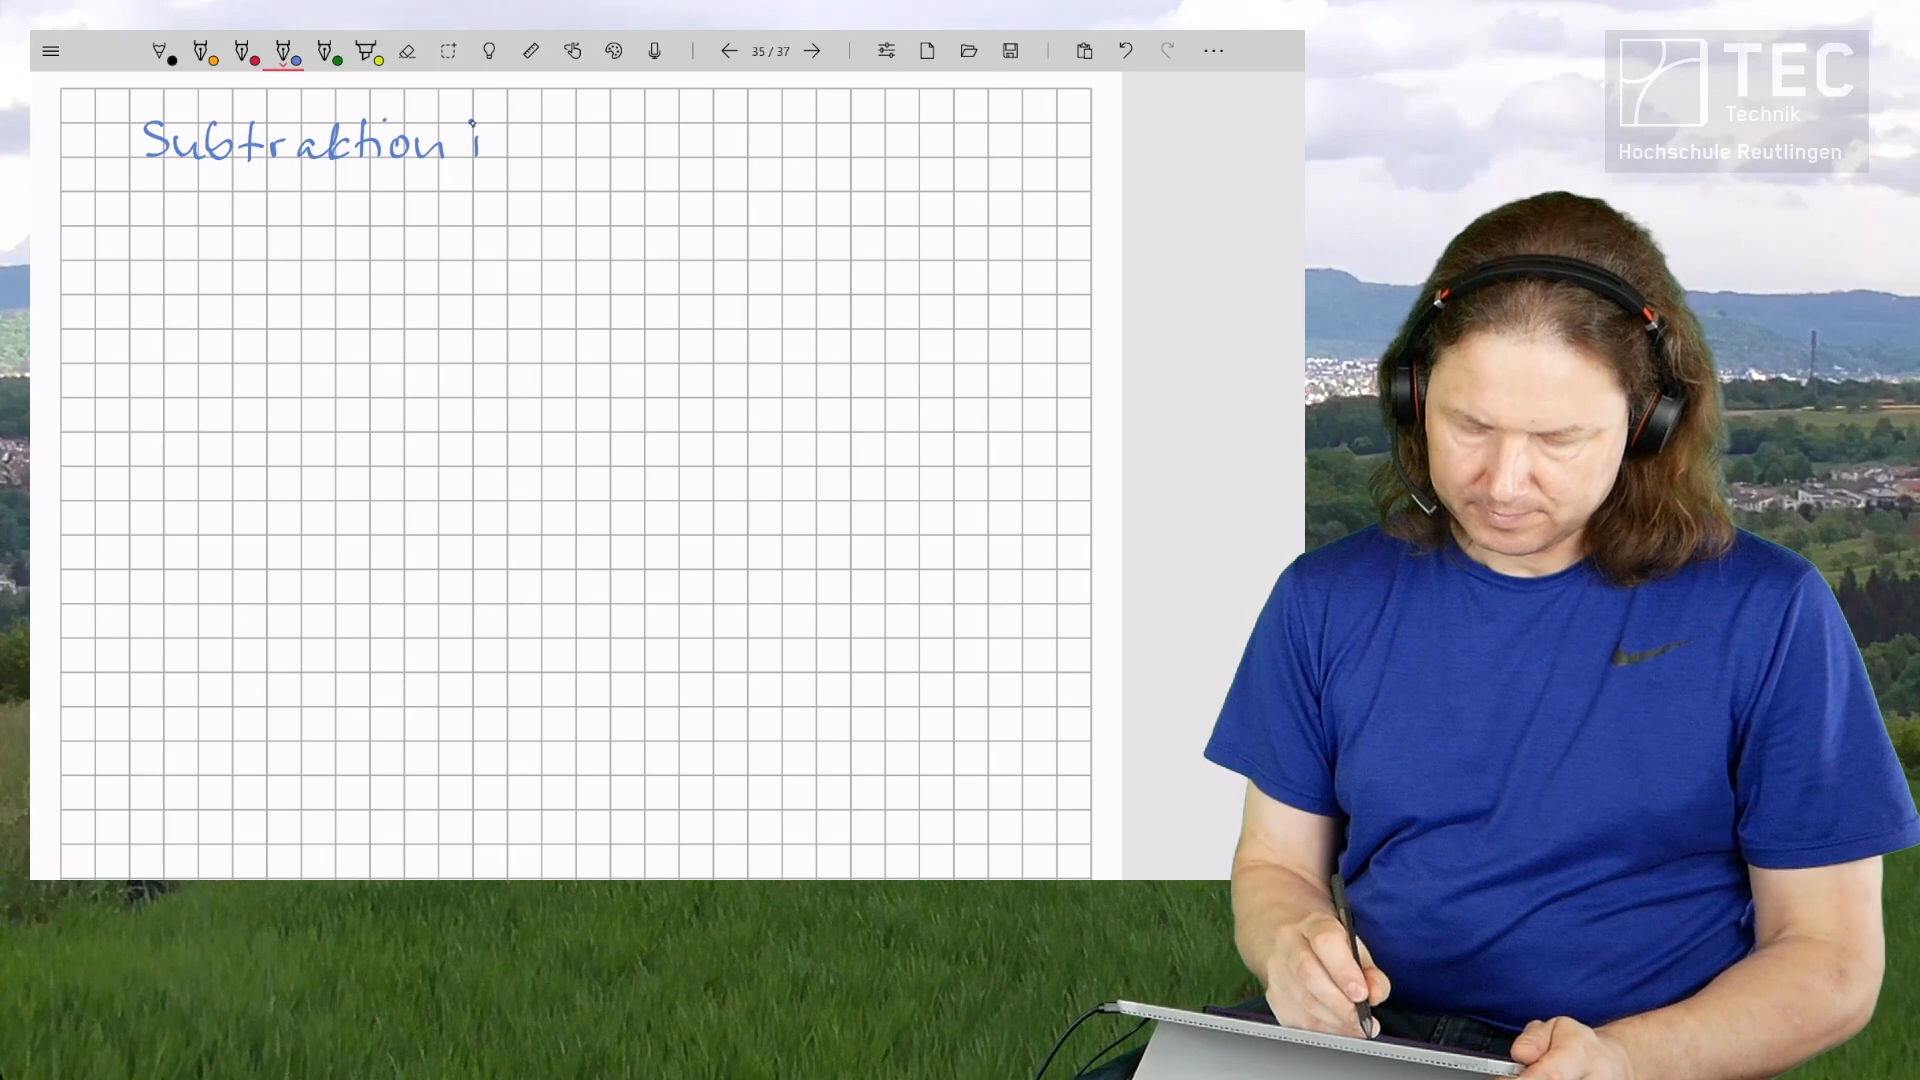 35 / 37
TEC
Technik
Hochschule Reutlingen
Subtraktion i